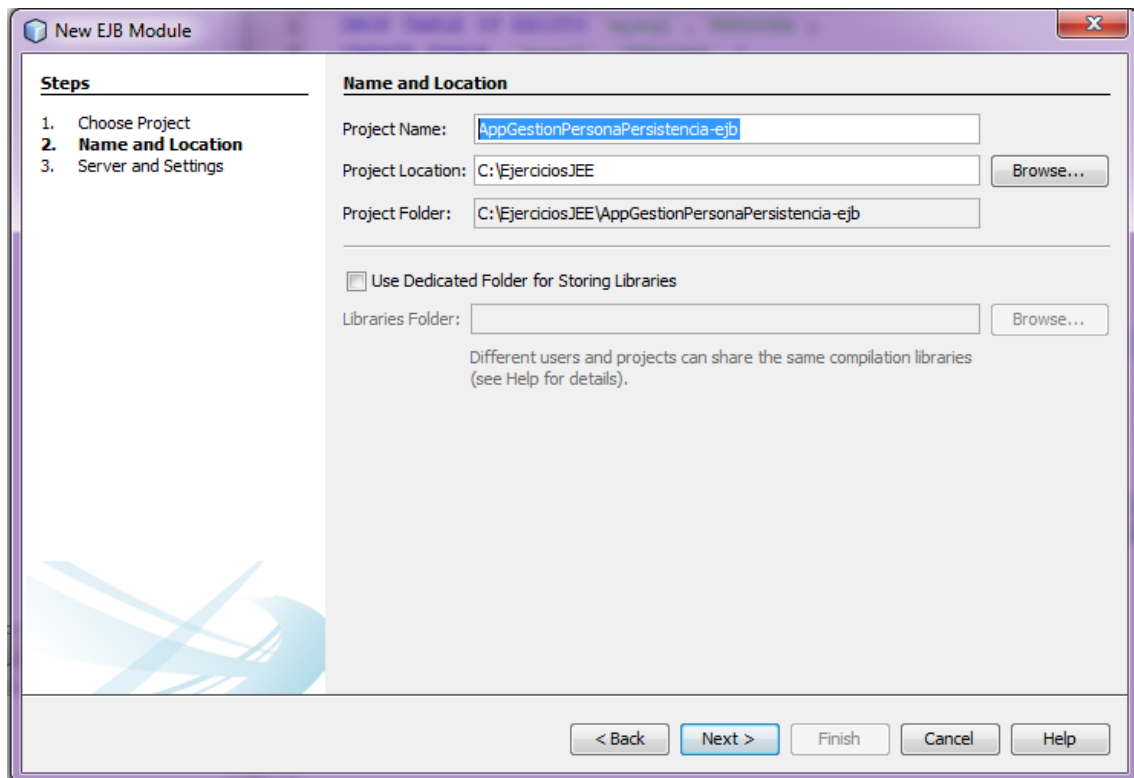 New EJB Module
Steps
1. Choose Project
2. Name and Location
3. Server and Settings
Name and Location
Project Name: AppGestionPersonaPersistencia-ejb
Project Location: C:\EjerciciosJEE Browse...
Project Folder: C:\EjerciciosJEE\AppGestionPersonaPersistencia-ejb
Use Dedicated Folder for Storing Libraries
Libraries Folder: Browse...
Different users and projects can share the same compilation libraries
(see Help for details).
< Back Next > Finish Cancel Help